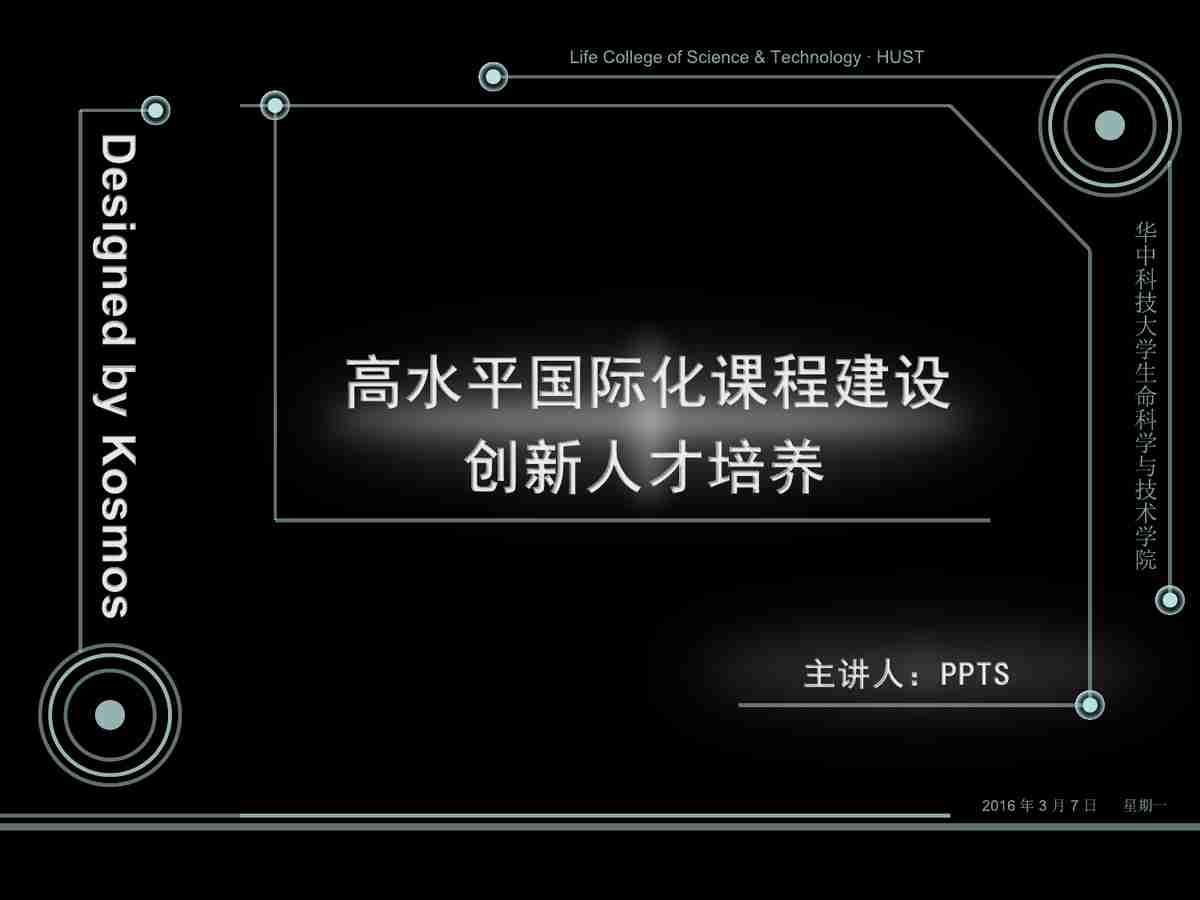 Life College of Science & Technology · HUST
Designed by Kosmos
华中科技大学生命科学与技术学院
高水平国际化课程建设
创新人才培养
主讲人：PPTS
2016 年 3 月 7 日 星期一